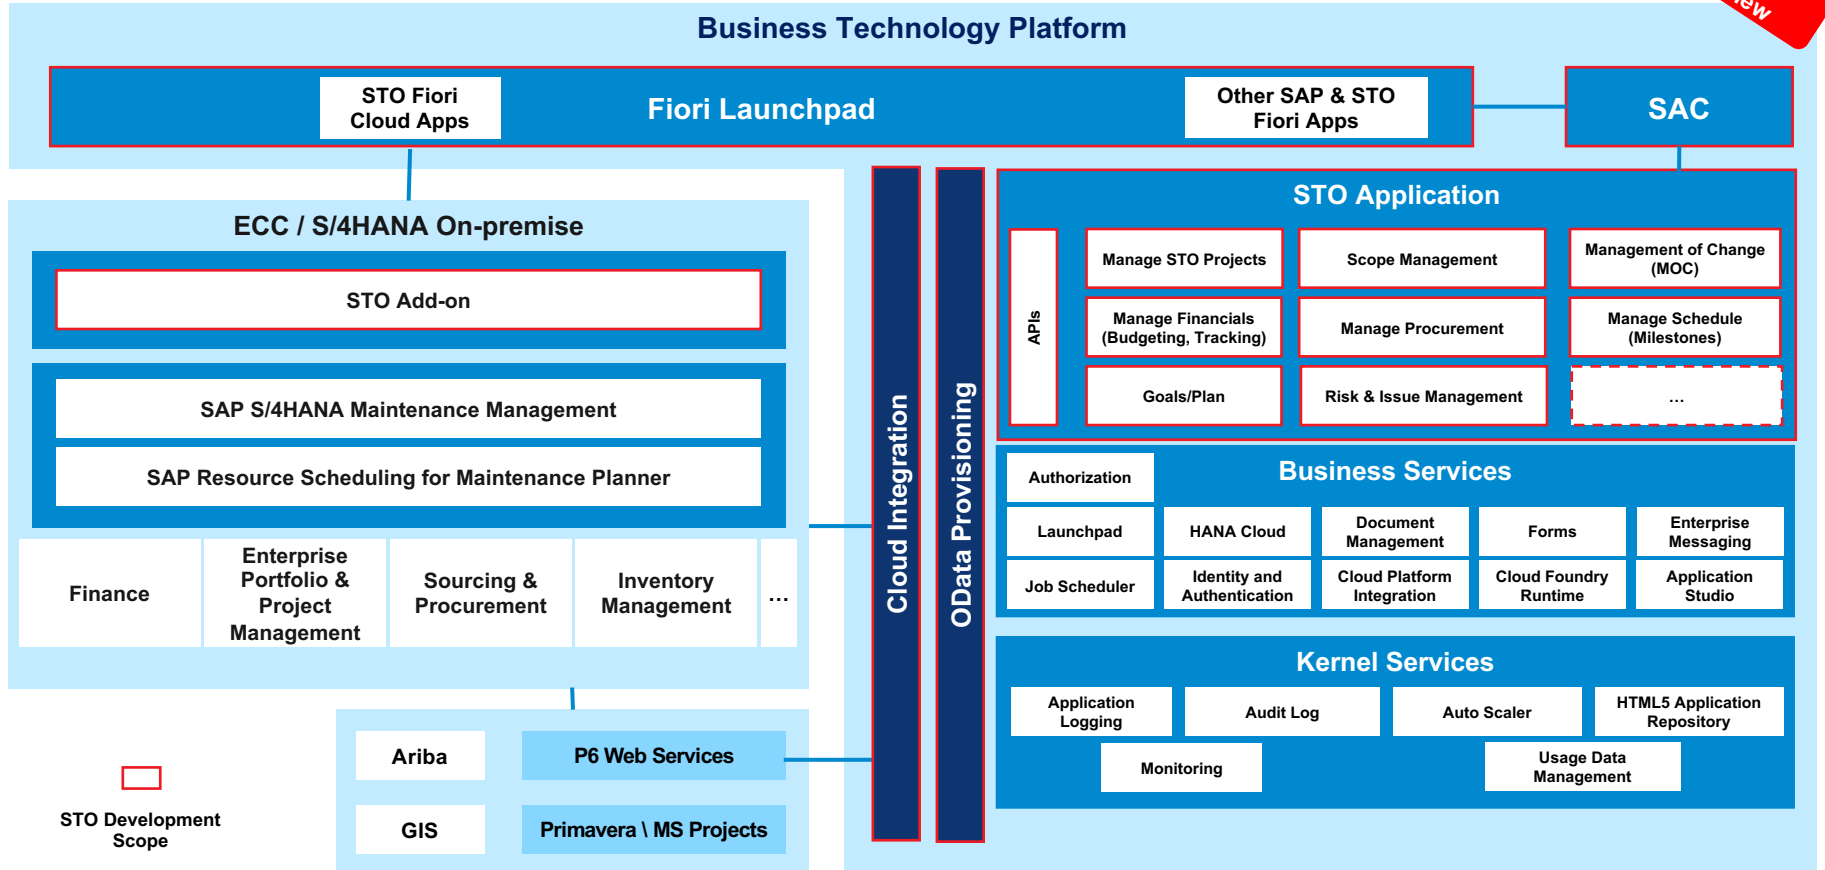 Business Technology Platform
STO Fiori
Cloud Apps
Fiori Launchpad
Other SAP & STO
Fiori Apps
SAC
ECC / S/4HANA On-premise
STO Add-on
SAP S/4HANA Maintenance Management
SAP Resource Scheduling for Maintenance Planner
Finance
Enterprise
Portfolio &
Project
Management
Sourcing &
Procurement
Inventory
Management
...
Ariba
P6 Web Services
GIS
Primavera \ MS Projects
STO Development
Scope
Cloud Integration
OData Provisioning
STO Application
APIs
Manage STO Projects
Scope Management
Management of Change
(MOC)
Manage Financials
(Budgeting, Tracking)
Manage Procurement
Manage Schedule
(Milestones)
Goals/Plan
Risk & Issue Management
...
Business Services
Authorization
Launchpad
HANA Cloud
Document
Management
Forms
Enterprise
Messaging
Job Scheduler
Identity and
Authentication
Cloud Platform
Integration
Cloud Foundry
Runtime
Application
Studio
Kernel Services
Application
Logging
Audit Log
Auto Scaler
HTML5 Application
Repository
Monitoring
Usage Data
Management